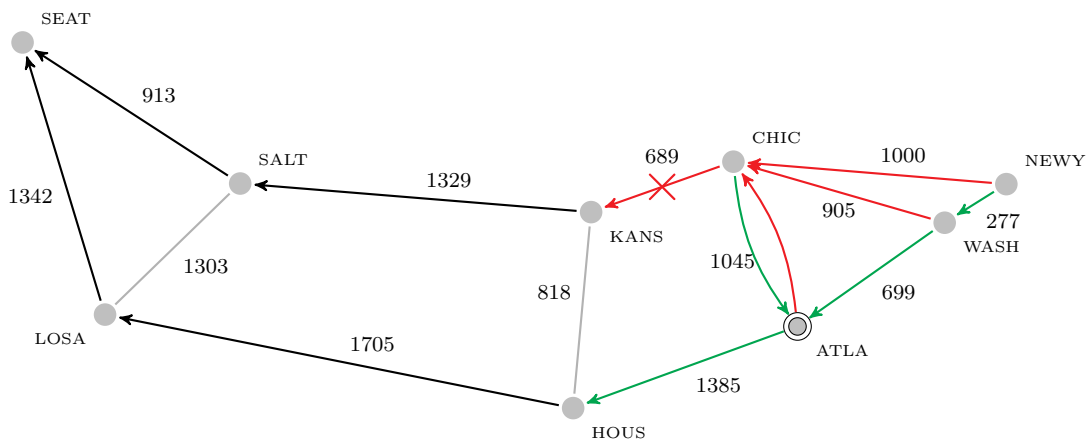 SEAT
913
CHIC
689
1000
SALT
NEWY
1329
1342
905
277
KANS
WASH
1303
1045
818
699
LOSA
1705
ATLA
1385
HOUS